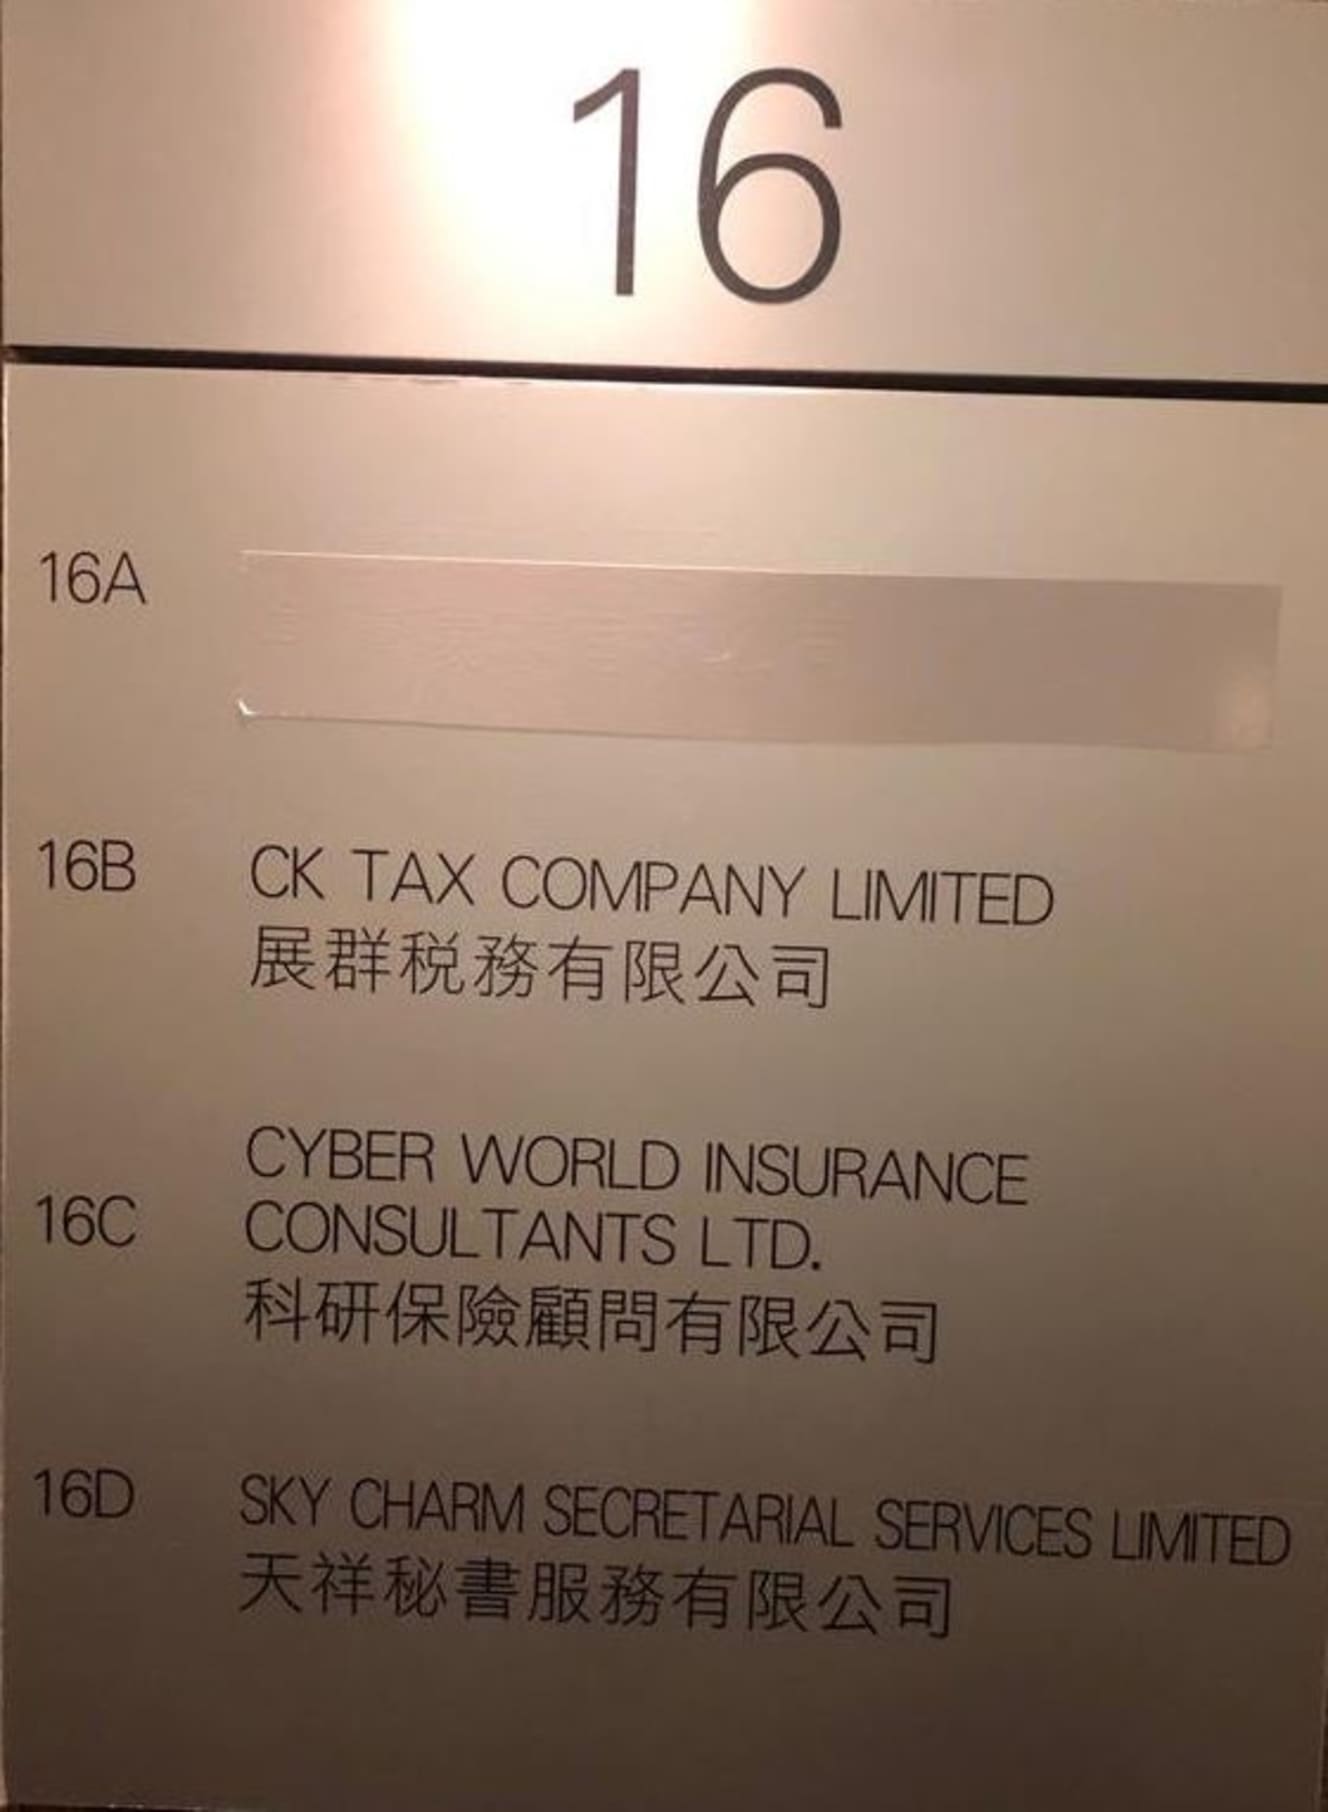 16
16A
16B
CK TAX COMPANY LIMITED
展群税務有限公司
16C
CYBER WORLD INSURANCE
CONSULTANTS LTD.
科研保險顧問有限公司
16D
SKY CHARM SECRETARIAL SERVICES LIMITED
天祥秘書服務有限公司